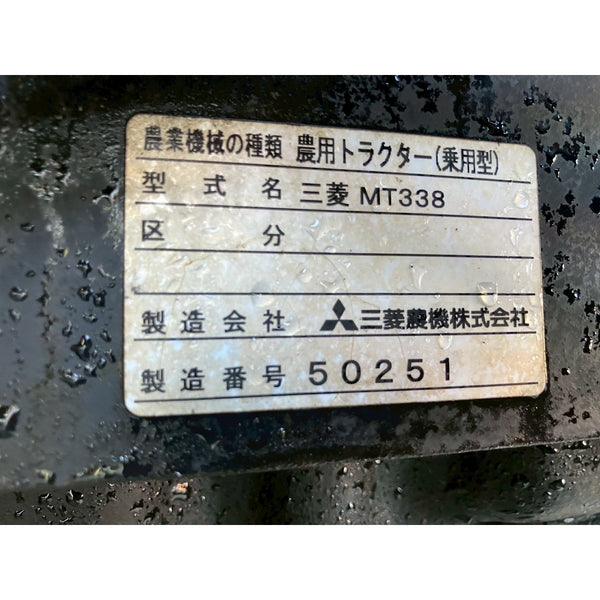 農業機械の種類 農用トラクター(乗用型)
型式名 三菱 MT338
区分
製造会社 三菱農機株式会社
製造番号 50251